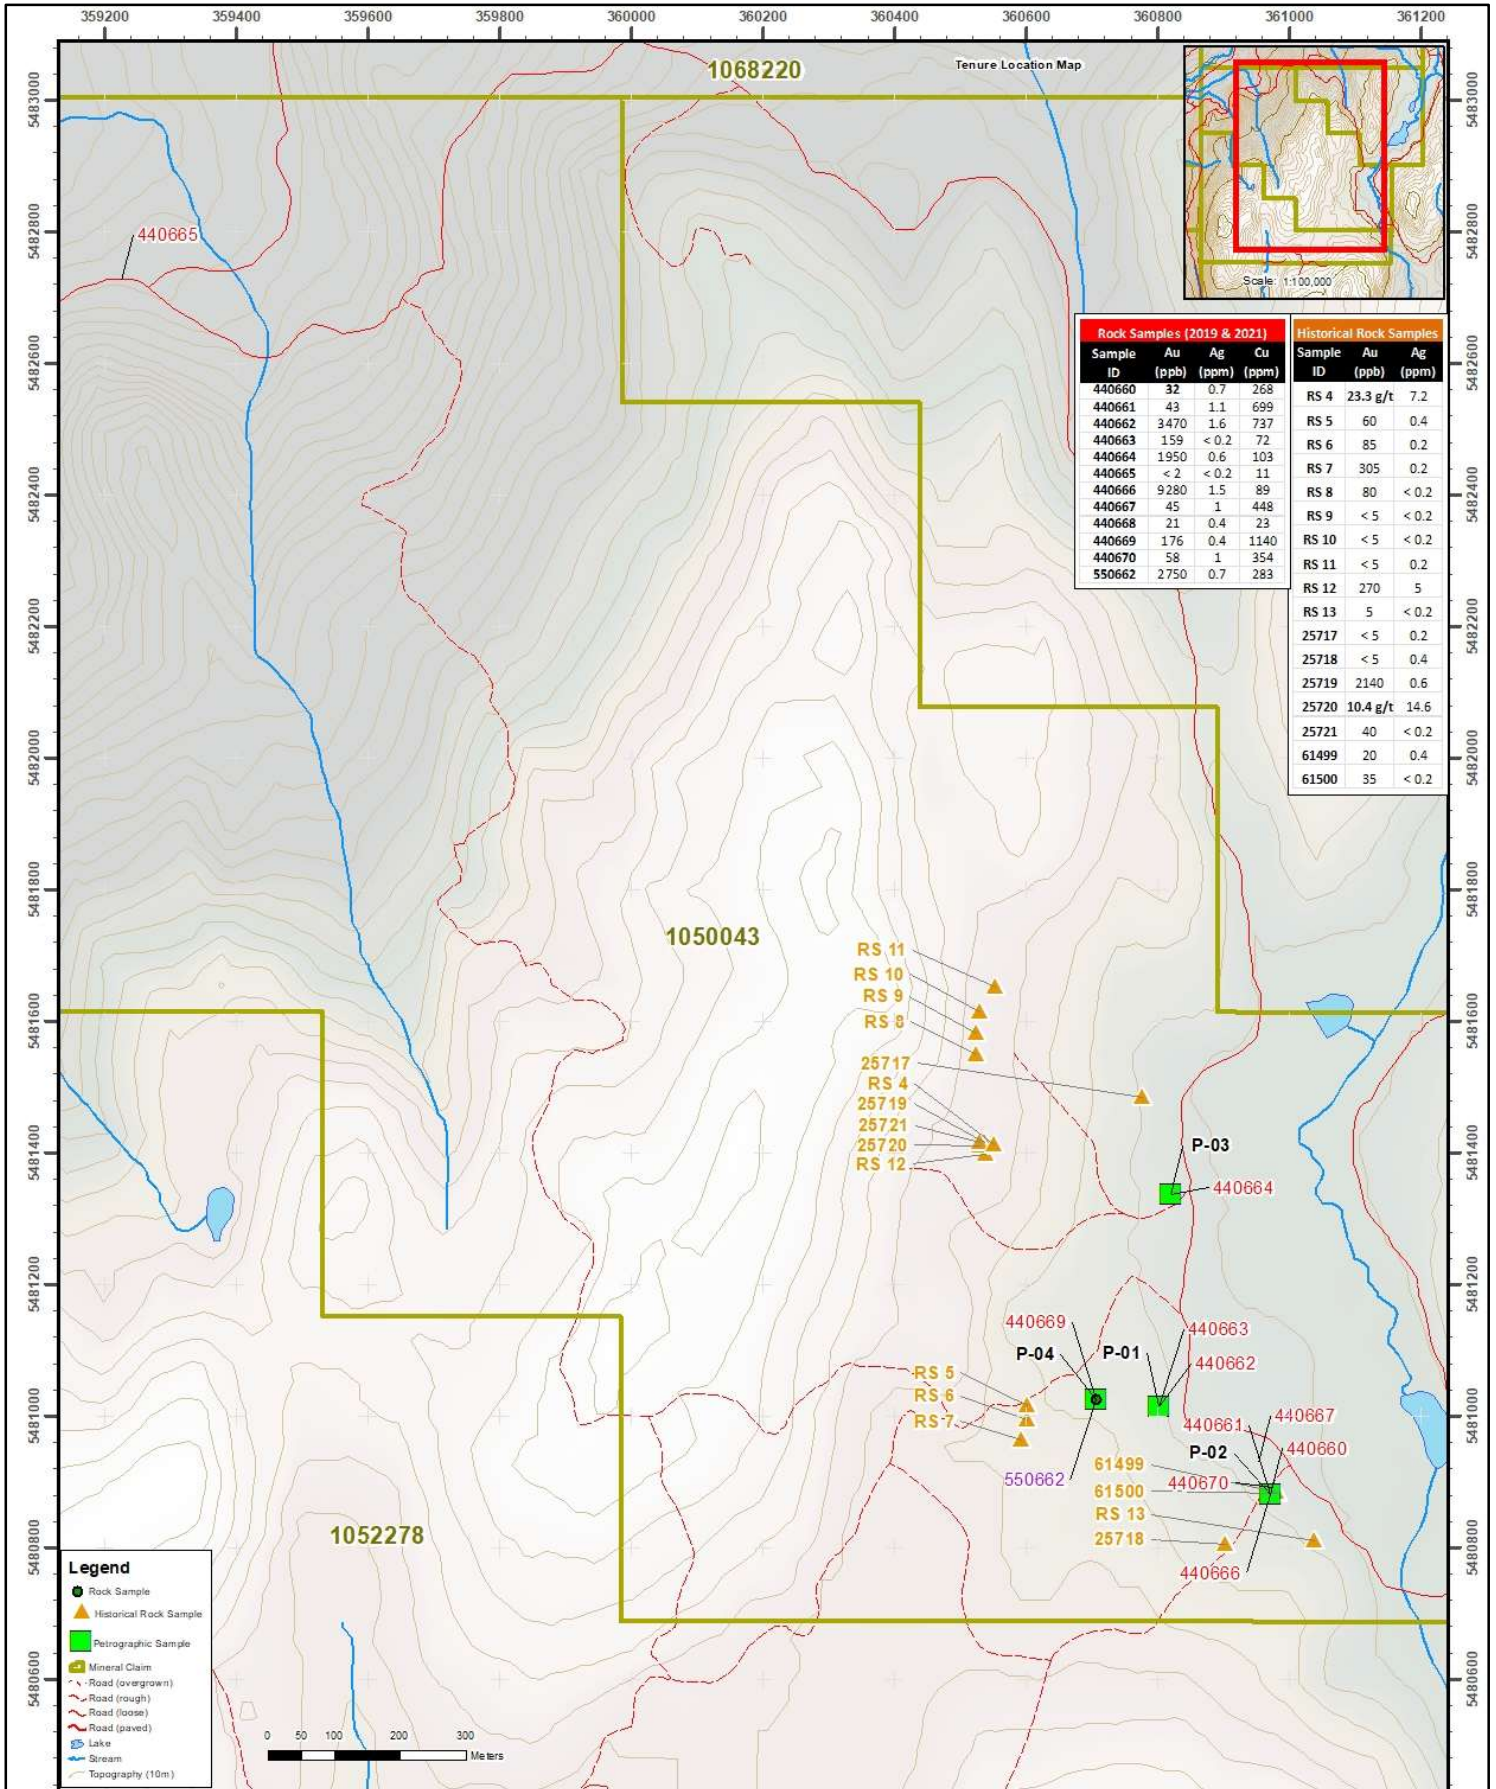 359200 359400 359600 359800 360000 360200 360400 360600 360800 361000 361200
1068220
Tenure Location Map
5483000
5483000
Scale: 1:100,000
5482800
5482800
440665
Rock Samples (2019 & 2021)
Sample ID Au (ppb) Ag (ppm) Cu (ppm)
440660 32 0.7 268
440661 43 1.1 699
440662 3470 1.6 737
440663 159 < 0.2 72
440664 1950 0.6 103
440665 < 2 < 0.2 11
440666 9280 1.5 89
440667 45 1 448
440668 21 0.4 23
440669 176 0.4 1140
440670 58 1 354
550662 2750 0.7 283
Historical Rock Samples
Sample ID Au (ppb) Ag (ppm)
RS 4 23.3 g/t 7.2
RS 5 60 0.4
RS 6 85 0.2
RS 7 305 0.2
RS 8 80 < 0.2
RS 9 < 5 < 0.2
RS 10 < 5 < 0.2
RS 11 < 5 0.2
RS 12 270 5
RS 13 5 < 0.2
25717 < 5 0.2
25718 < 5 0.4
25719 2140 0.6
25720 10.4 g/t 14.6
25721 40 < 0.2
61499 20 0.4
61500 35 < 0.2
5482600
5482600
5482400
5482400
5482200
5482200
5482000
5482000
5481800
5481800
1050043
RS 11
RS 10
RS 9
RS 8
5481600
5481600
25717
RS 4
25719
25721
25720
RS 12
5481400
5481400
P-03
440664
5481200
5481200
440669
P-04
P-01
440663
440662
RS 5
RS 6
RS 7
5481000
5481000
440661
440667
P-02
440660
550662
61499
440670
61500
RS 13
25718
440666
1052278
5480800
5480800
5480600
5480600
Legend
Rock Sample
Historical Rock Sample
Petrographic Sample
Mineral Claim
Road (overgrown)
Road (rough)
Road (loose)
Road (paved)
Lake
Stream
Topography (10m)
0 50 100 200 300
Meters